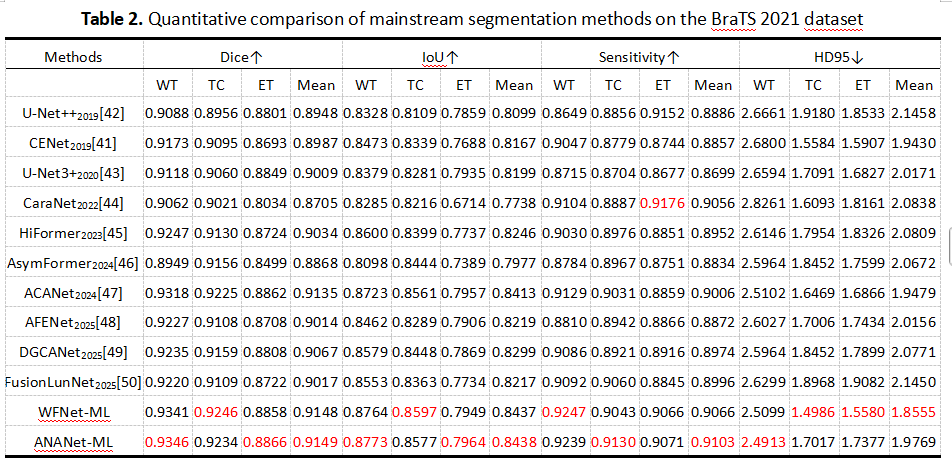 Table 2. Quantitative comparison of mainstream segmentation methods on the BraTS 2021 dataset
Methods Dice↑ IoU↑ Sensitivity↑ HD95↓
WT TC ET Mean WT TC ET Mean WT TC ET Mean WT TC ET Mean
U-Net++2019[42] 0.9088 0.8956 0.8801 0.8948 0.8328 0.8109 0.7859 0.8099 0.8649 0.8856 0.9152 0.8886 2.6661 1.9180 1.8533 2.1458
CENet2019[41] 0.9173 0.9095 0.8693 0.8987 0.8473 0.8339 0.7688 0.8167 0.9047 0.8779 0.8744 0.8857 2.6800 1.5584 1.5907 1.9430
U-Net3+2020[43] 0.9118 0.9060 0.8849 0.9009 0.8379 0.8281 0.7935 0.8199 0.8715 0.8704 0.8677 0.8699 2.6594 1.7091 1.6827 2.0171
CaraNet2022[44] 0.9062 0.9021 0.8034 0.8705 0.8285 0.8216 0.6714 0.7738 0.9104 0.8887 0.9176 0.9056 2.8261 1.6093 1.8161 2.0838
HiFormer2023[45] 0.9247 0.9130 0.8724 0.9034 0.8600 0.8399 0.7737 0.8246 0.9030 0.8976 0.8851 0.8952 2.6146 1.7954 1.8326 2.0809
AsymFormer2024[46] 0.8949 0.9156 0.8499 0.8868 0.8098 0.8444 0.7389 0.7977 0.8784 0.8967 0.8751 0.8834 2.5964 1.8452 1.7599 2.0672
ACANet2024[47] 0.9318 0.9225 0.8862 0.9135 0.8723 0.8561 0.7957 0.8413 0.9129 0.9031 0.8859 0.9006 2.5102 1.6469 1.6866 1.9479
AFENet2025[48] 0.9227 0.9108 0.8708 0.9014 0.8462 0.8289 0.7906 0.8219 0.8810 0.8942 0.8866 0.8872 2.6027 1.7006 1.7434 2.0156
DGCANet2025[49] 0.9235 0.9159 0.8808 0.9067 0.8579 0.8448 0.7869 0.8299 0.9086 0.8921 0.8916 0.8974 2.5964 1.8452 1.7899 2.0771
FusionLunNet2025[50] 0.9220 0.9109 0.8722 0.9017 0.8553 0.8363 0.7734 0.8217 0.9092 0.9060 0.8845 0.8996 2.6299 1.8968 1.9082 2.1450
WFNet-ML 0.9341 0.9246 0.8858 0.9148 0.8764 0.8597 0.7949 0.8437 0.9247 0.9043 0.9066 0.9066 2.5099 1.4986 1.5580 1.8555
ANANet-ML 0.9346 0.9234 0.8866 0.9149 0.8773 0.8577 0.7964 0.8438 0.9239 0.9130 0.9071 0.9103 2.4913 1.7017 1.7377 1.9769